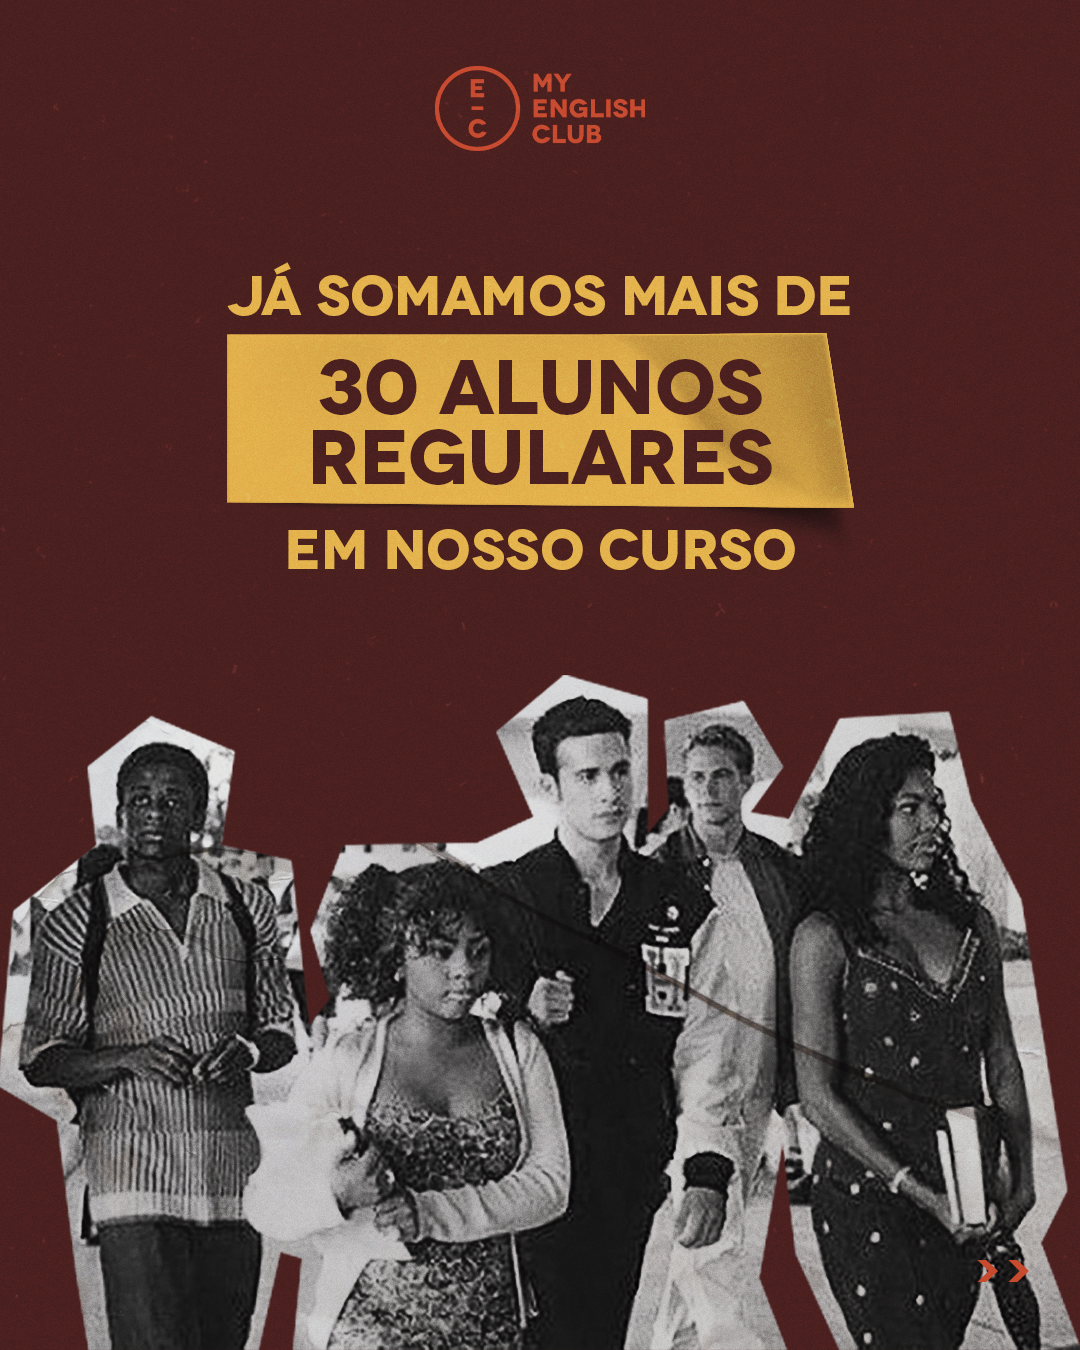 E
–
C
MY
ENGLISH
CLUB
JÁ SOMAMOS MAIS DE
30 ALUNOS
REGULARES
EM NOSSO CURSO